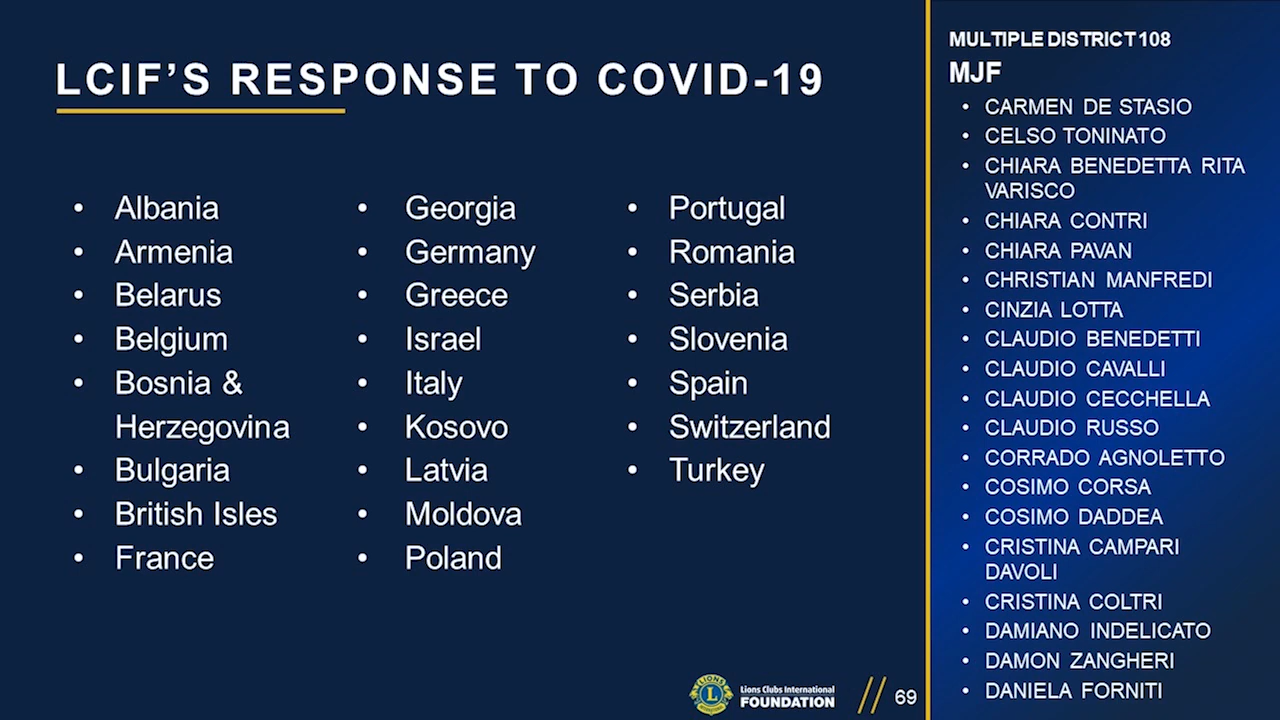 LCIF’S RESPONSE TO COVID-19
• Albania
• Armenia
• Belarus
• Belgium
• Bosnia &
Herzegovina
• Bulgaria
• British Isles
• France
• Georgia
• Germany
• Greece
• Israel
• Italy
• Kosovo
• Latvia
• Moldova
• Poland
• Portugal
• Romania
• Serbia
• Slovenia
• Spain
• Switzerland
• Turkey
LIONS
L
INTERNATIONAL
Lions Clubs International
FOUNDATION
69
MULTIPLE DISTRICT 108
MJF
• CARMEN DE STASIO
• CELSO TONINATO
• CHIARA BENEDETTA RITA
VARISCO
• CHIARA CONTRI
• CHIARA PAVAN
• CHRISTIAN MANFREDI
• CINZIA LOTTA
• CLAUDIO BENEDETTI
• CLAUDIO CAVALLI
• CLAUDIO CECCHELLA
• CLAUDIO RUSSO
• CORRADO AGNOLETTO
• COSIMO CORSA
• COSIMO DADDEA
• CRISTINA CAMPARI
DAVOLI
• CRISTINA COLTRI
• DAMIANO INDELICATO
• DAMON ZANGHERI
• DANIELA FORNITI